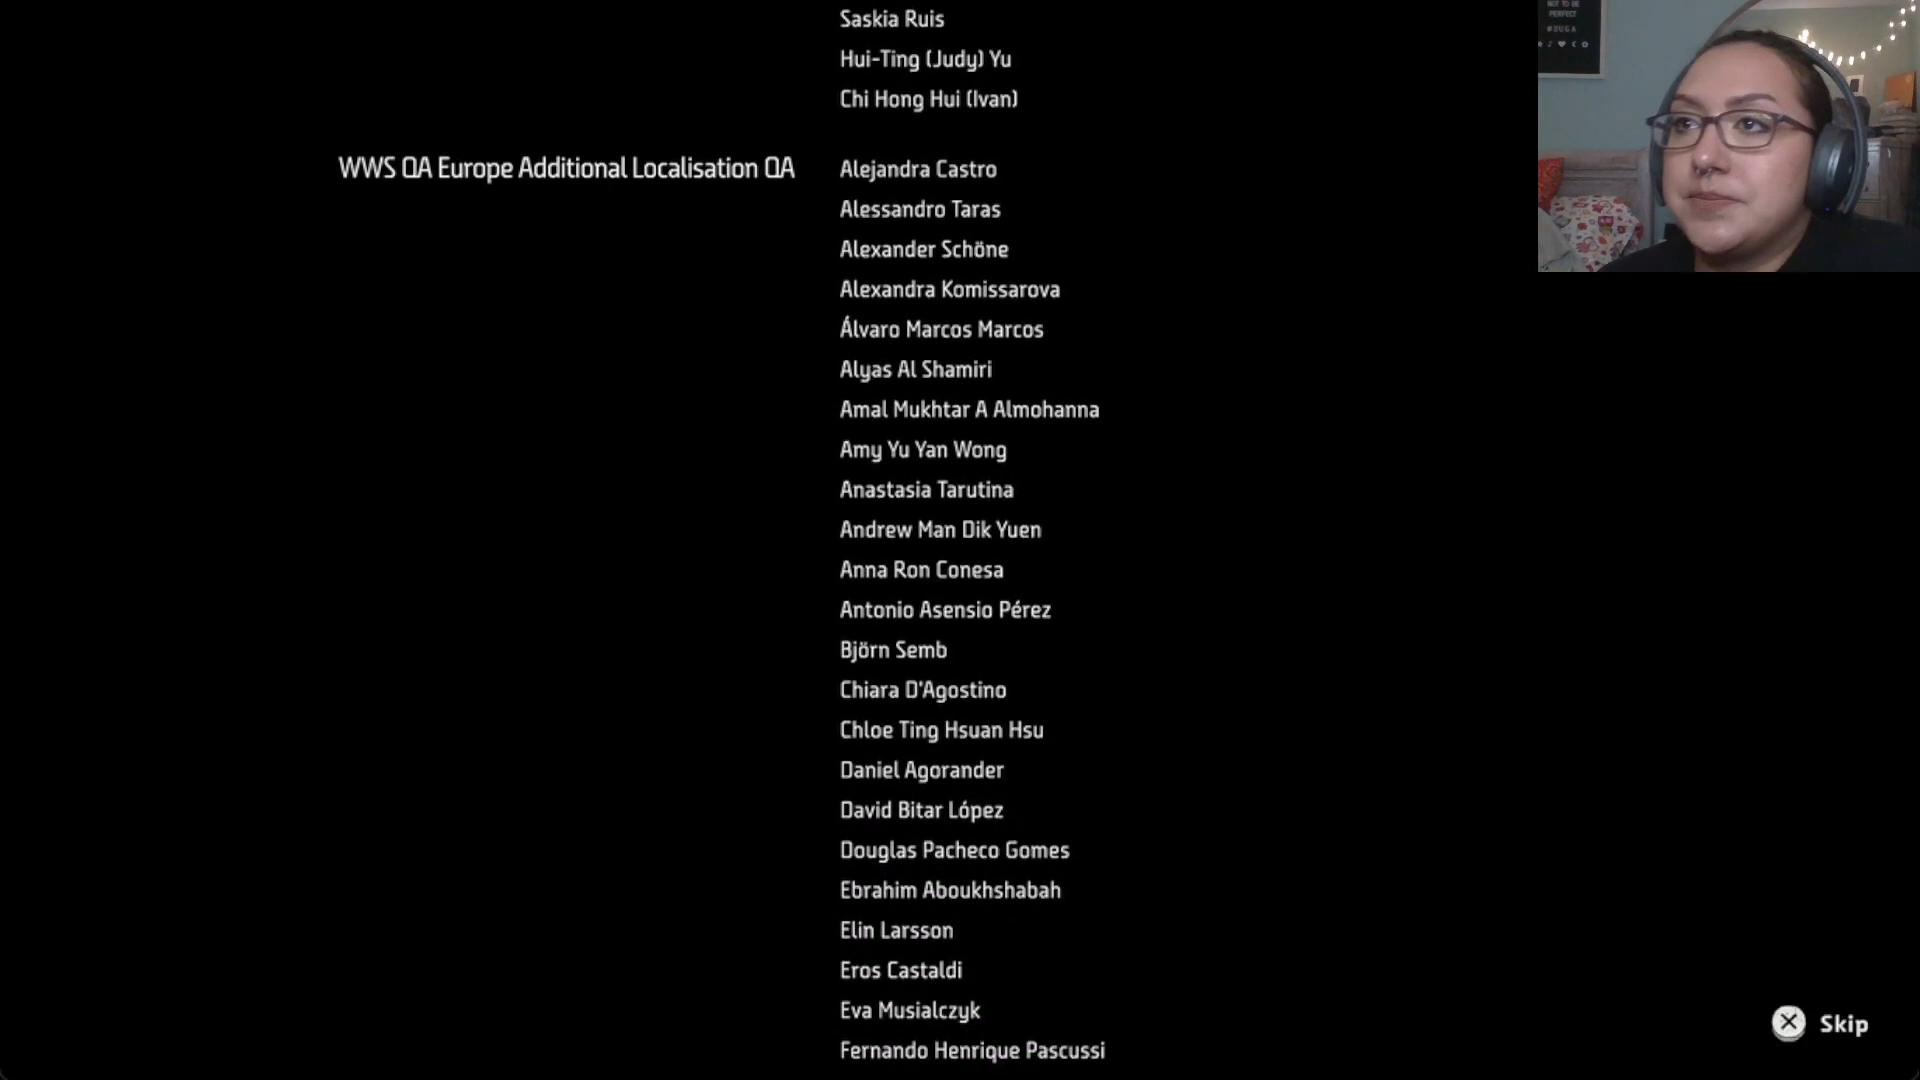 Saskia Ruis
Hui-Ting (Judy) Yu
Chi Hong Hui (Ivan)
WWS QA Europe Additional Localisation QA
Alejandra Castro
Alessandro Taras
Alexander Schöne
Alexandra Komissarova
Álvaro Marcos Marcos
Alyas Al Shamiri
Amal Mukhtar A Almohanna
Amy Yu Yan Wong
Anastasia Tarutina
Andrew Man Dik Yuen
Anna Ron Conesa
Antonio Asensio Pérez
Björn Semb
Chiara D'Agostino
Chloe Ting Hsuan Hsu
Daniel Agorander
David Bitar López
Douglas Pacheco Gomes
Ebrahim Aboukhshabah
Elin Larsson
Eros Castaldi
Eva Musialczyk
Fernando Henrique Pascussi
NOT TO BE
PERFECT
Skip